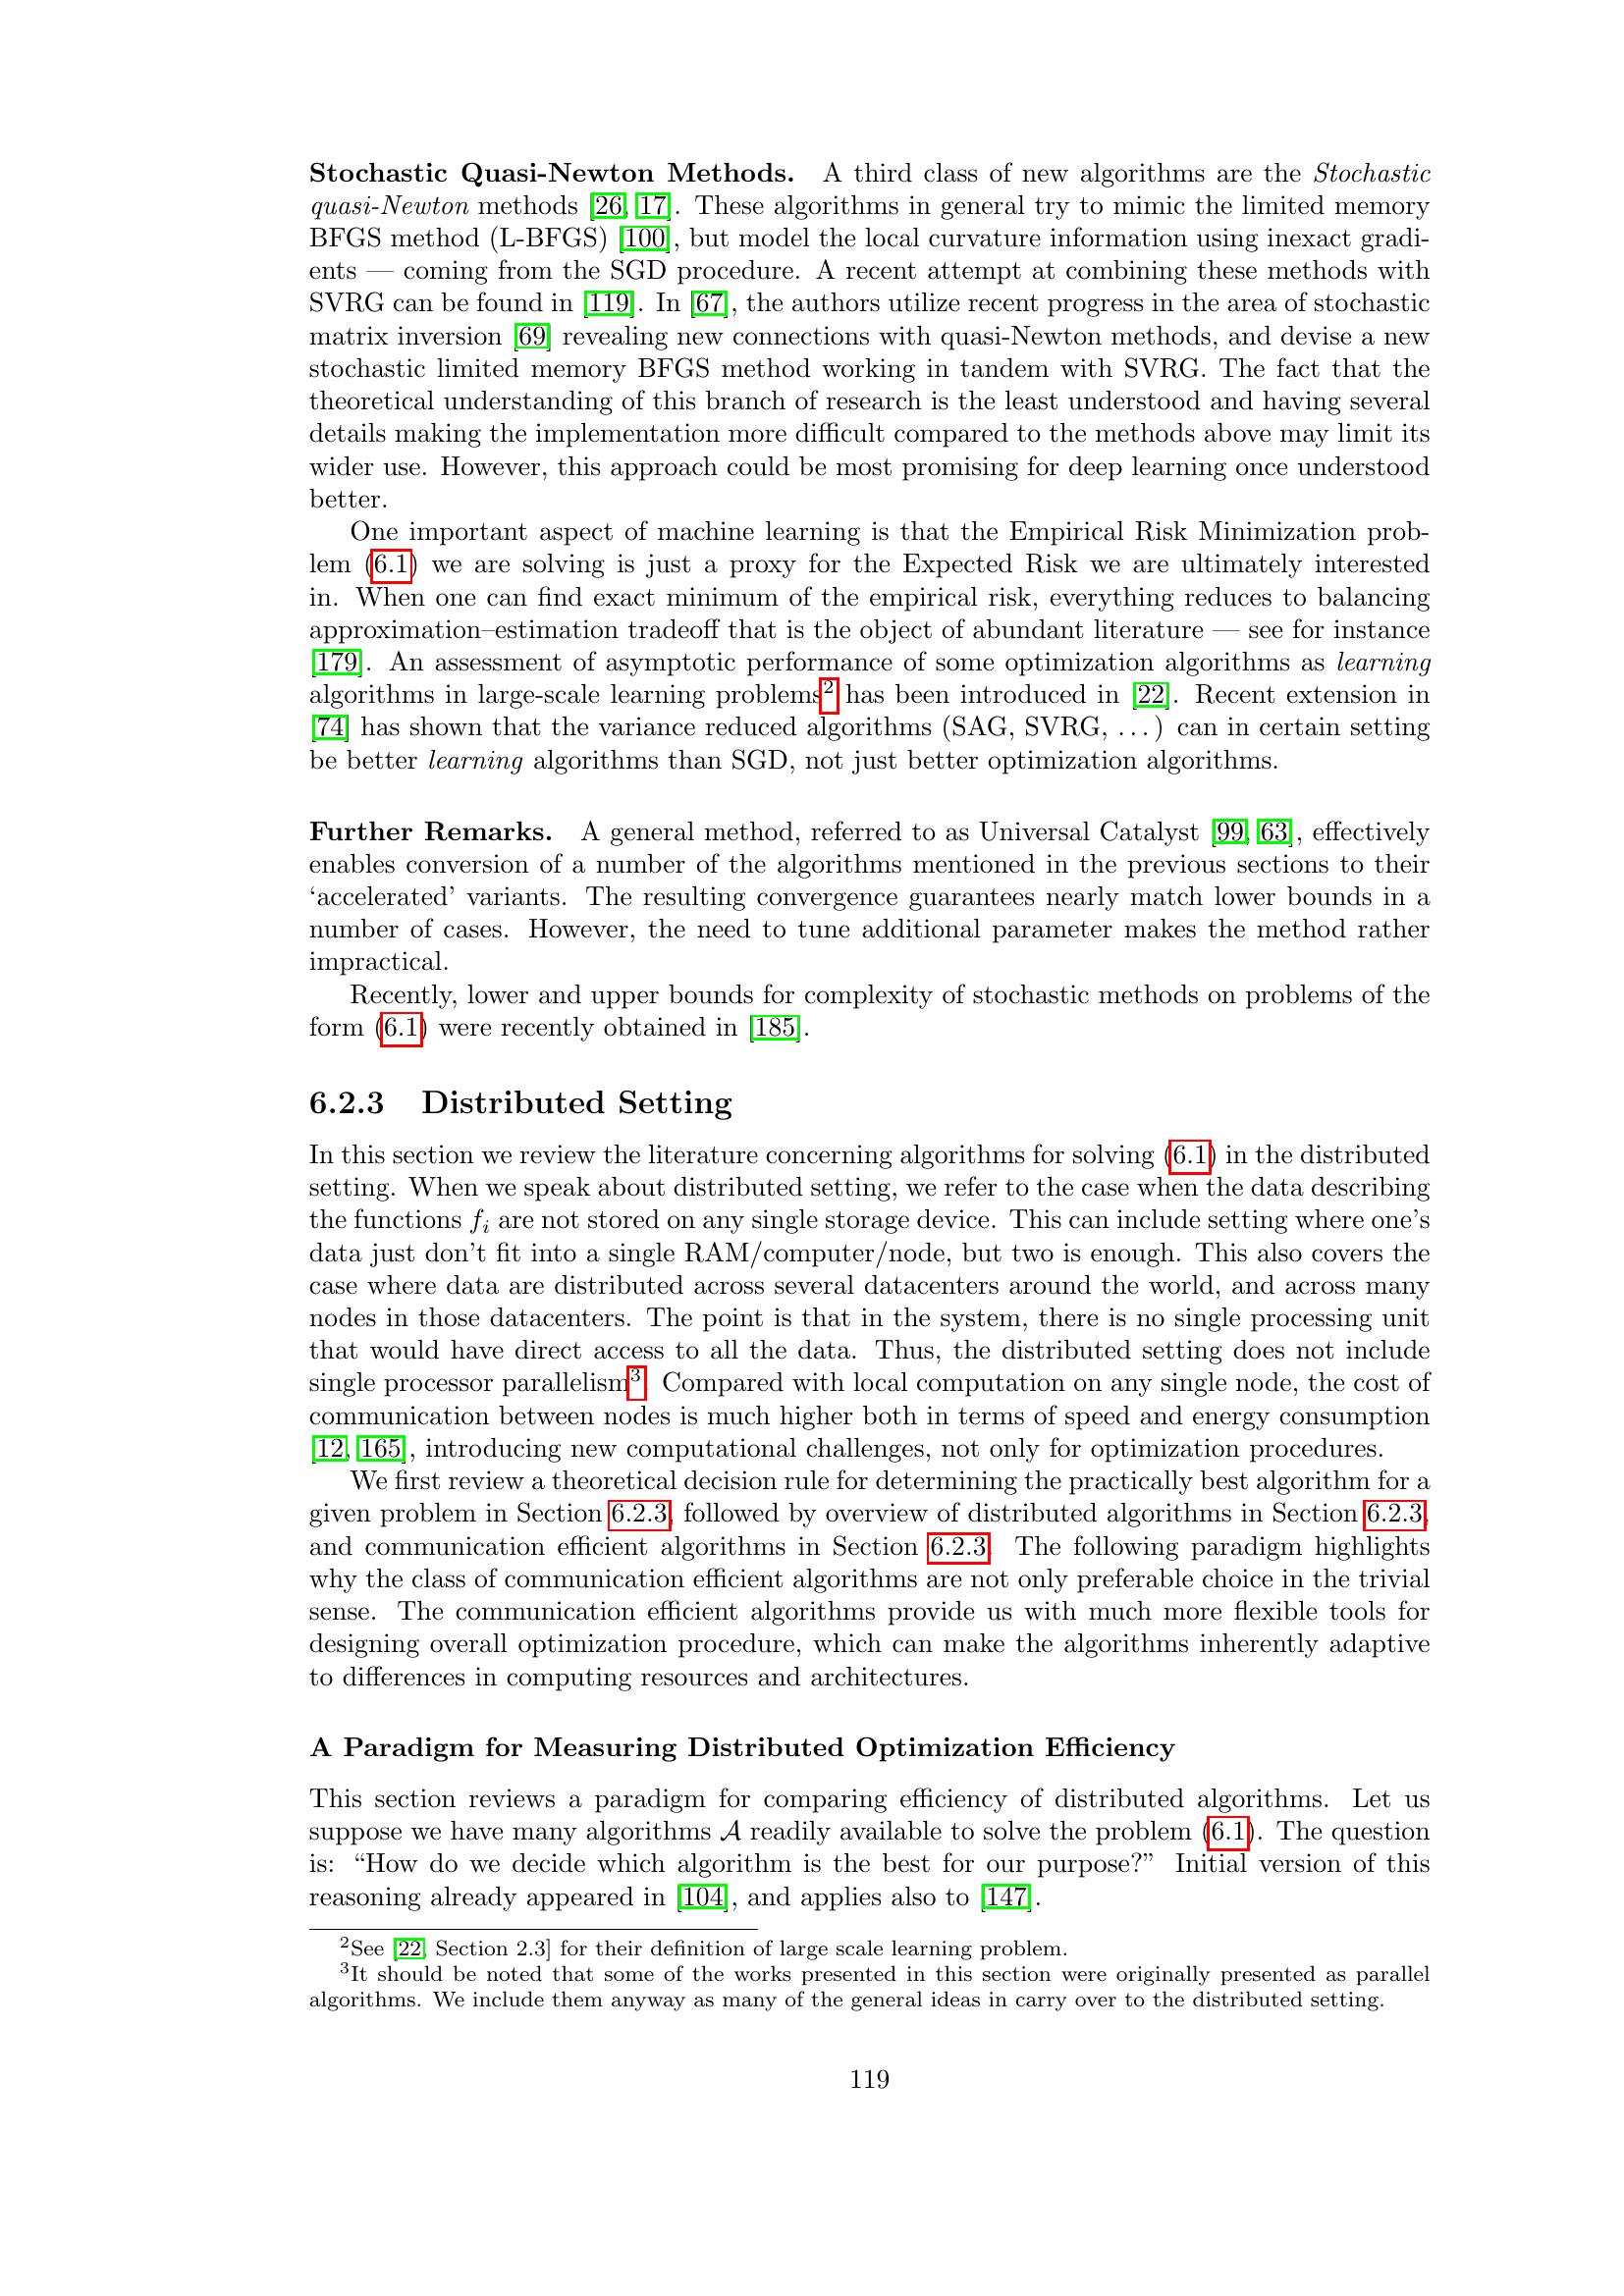 Stochastic Quasi-Newton Methods. A third class of new algorithms are the Stochastic
quasi-Newton methods [26, 17]. These algorithms in general try to mimic the limited memory
BFGS method (L-BFGS) [100], but model the local curvature information using inexact gradi-
ents — coming from the SGD procedure. A recent attempt at combining these methods with
SVRG can be found in [119]. In [67], the authors utilize recent progress in the area of stochastic
matrix inversion [69] revealing new connections with quasi-Newton methods, and devise a new
stochastic limited memory BFGS method working in tandem with SVRG. The fact that the
theoretical understanding of this branch of research is the least understood and having several
details making the implementation more difficult compared to the methods above may limit its
wider use. However, this approach could be most promising for deep learning once understood
better.
One important aspect of machine learning is that the Empirical Risk Minimization prob-
lem (6.1) we are solving is just a proxy for the Expected Risk we are ultimately interested
in. When one can find exact minimum of the empirical risk, everything reduces to balancing
approximation–estimation tradeoff that is the object of abundant literature — see for instance
[179]. An assessment of asymptotic performance of some optimization algorithms as learning
algorithms in large-scale learning problems² has been introduced in [22]. Recent extension in
[74] has shown that the variance reduced algorithms (SAG, SVRG, . . . ) can in certain setting
be better learning algorithms than SGD, not just better optimization algorithms.
Further Remarks. A general method, referred to as Universal Catalyst [99, 63], effectively
enables conversion of a number of the algorithms mentioned in the previous sections to their
‘accelerated’ variants. The resulting convergence guarantees nearly match lower bounds in a
number of cases. However, the need to tune additional parameter makes the method rather
impractical.
Recently, lower and upper bounds for complexity of stochastic methods on problems of the
form (6.1) were recently obtained in [185].
6.2.3 Distributed Setting
In this section we review the literature concerning algorithms for solving (6.1) in the distributed
setting. When we speak about distributed setting, we refer to the case when the data describing
the functions fᵢ are not stored on any single storage device. This can include setting where one’s
data just don’t fit into a single RAM/computer/node, but two is enough. This also covers the
case where data are distributed across several datacenters around the world, and across many
nodes in those datacenters. The point is that in the system, there is no single processing unit
that would have direct access to all the data. Thus, the distributed setting does not include
single processor parallelism³. Compared with local computation on any single node, the cost of
communication between nodes is much higher both in terms of speed and energy consumption
[12, 165], introducing new computational challenges, not only for optimization procedures.
We first review a theoretical decision rule for determining the practically best algorithm for a
given problem in Section 6.2.3, followed by overview of distributed algorithms in Section 6.2.3,
and communication efficient algorithms in Section 6.2.3. The following paradigm highlights
why the class of communication efficient algorithms are not only preferable choice in the trivial
sense. The communication efficient algorithms provide us with much more flexible tools for
designing overall optimization procedure, which can make the algorithms inherently adaptive
to differences in computing resources and architectures.
A Paradigm for Measuring Distributed Optimization Efficiency
This section reviews a paradigm for comparing efficiency of distributed algorithms. Let us
suppose we have many algorithms 𝒜 readily available to solve the problem (6.1). The question
is: “How do we decide which algorithm is the best for our purpose?” Initial version of this
reasoning already appeared in [104], and applies also to [147].
²See [22, Section 2.3] for their definition of large scale learning problem.
³It should be noted that some of the works presented in this section were originally presented as parallel
algorithms. We include them anyway as many of the general ideas in carry over to the distributed setting.
119